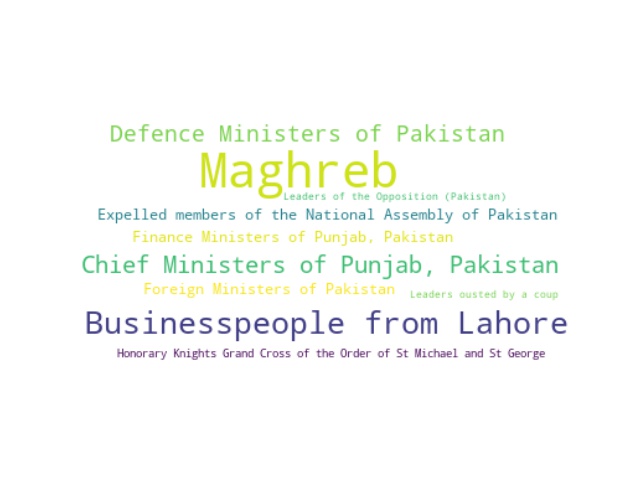 Defence Ministers of Pakistan
Maghreb
Leaders of the Opposition (Pakistan)
Expelled members of the National Assembly of Pakistan
Finance Ministers of Punjab, Pakistan
Chief Ministers of Punjab, Pakistan
Foreign Ministers of Pakistan
Leaders ousted by a coup
Businesspeople from Lahore
Honorary Knights Grand Cross of the Order of St Michael and St George